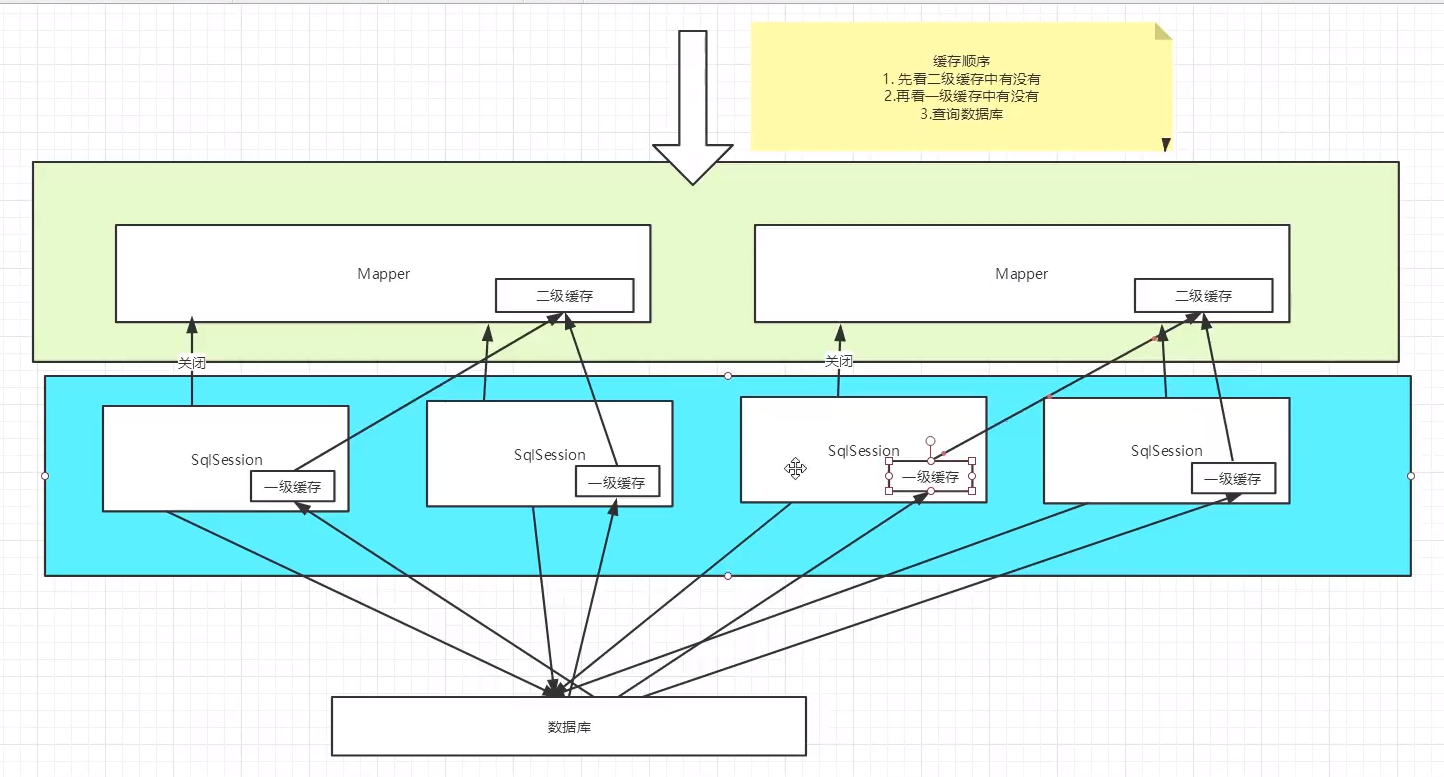 缓存顺序
1. 先看二级缓存中有没有
2.再看一级缓存中有没有
3.查询数据库
Mapper
二级缓存
Mapper
二级缓存
关闭
关闭
SqlSession
一级缓存
SqlSession
一级缓存
SqlSession
一级缓存
SqlSession
一级缓存
数据库